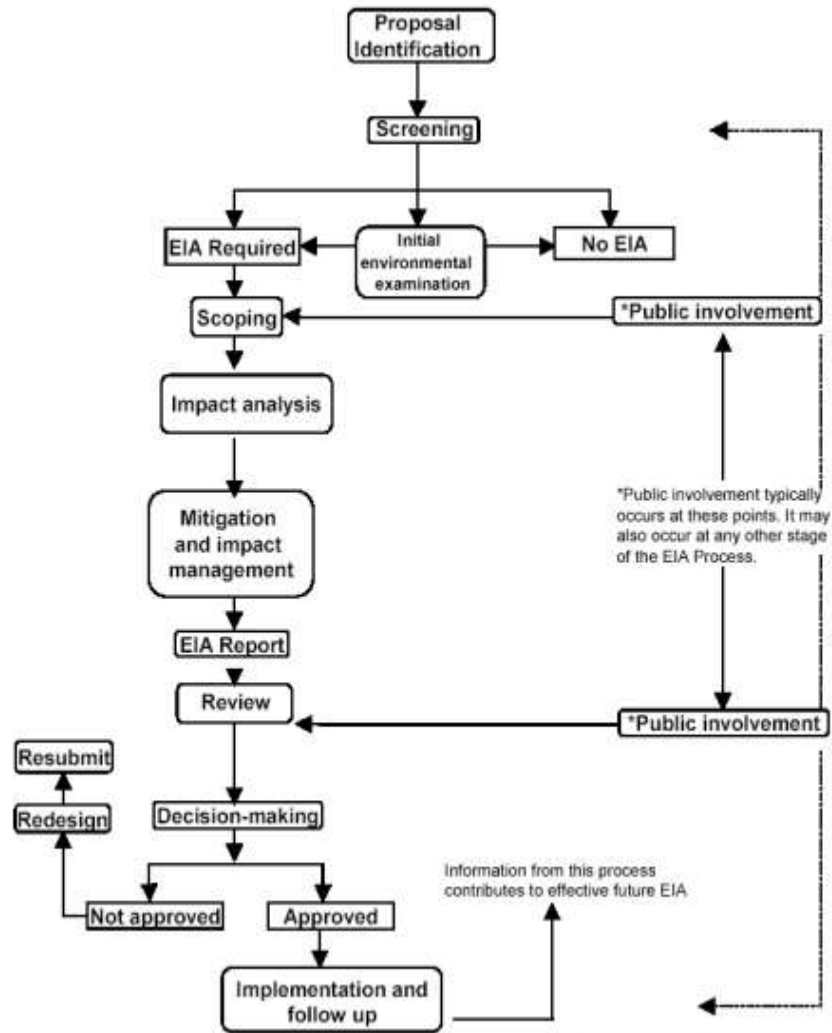 Proposal
Identification
Screening
EIA Required
Initial
environmental
examination
No EIA
Scoping
*Public involvement
Impact analysis
*Public involvement typically
occurs at these points. It may
also occur at any other stage
of the EIA Process.
Mitigation
and impact
management
EIA Report
Review
*Public involvement
Resubmit
Redesign
Decision-making
Information from this process
contributes to effective future EIA
Not approved
Approved
Implementation and
follow up